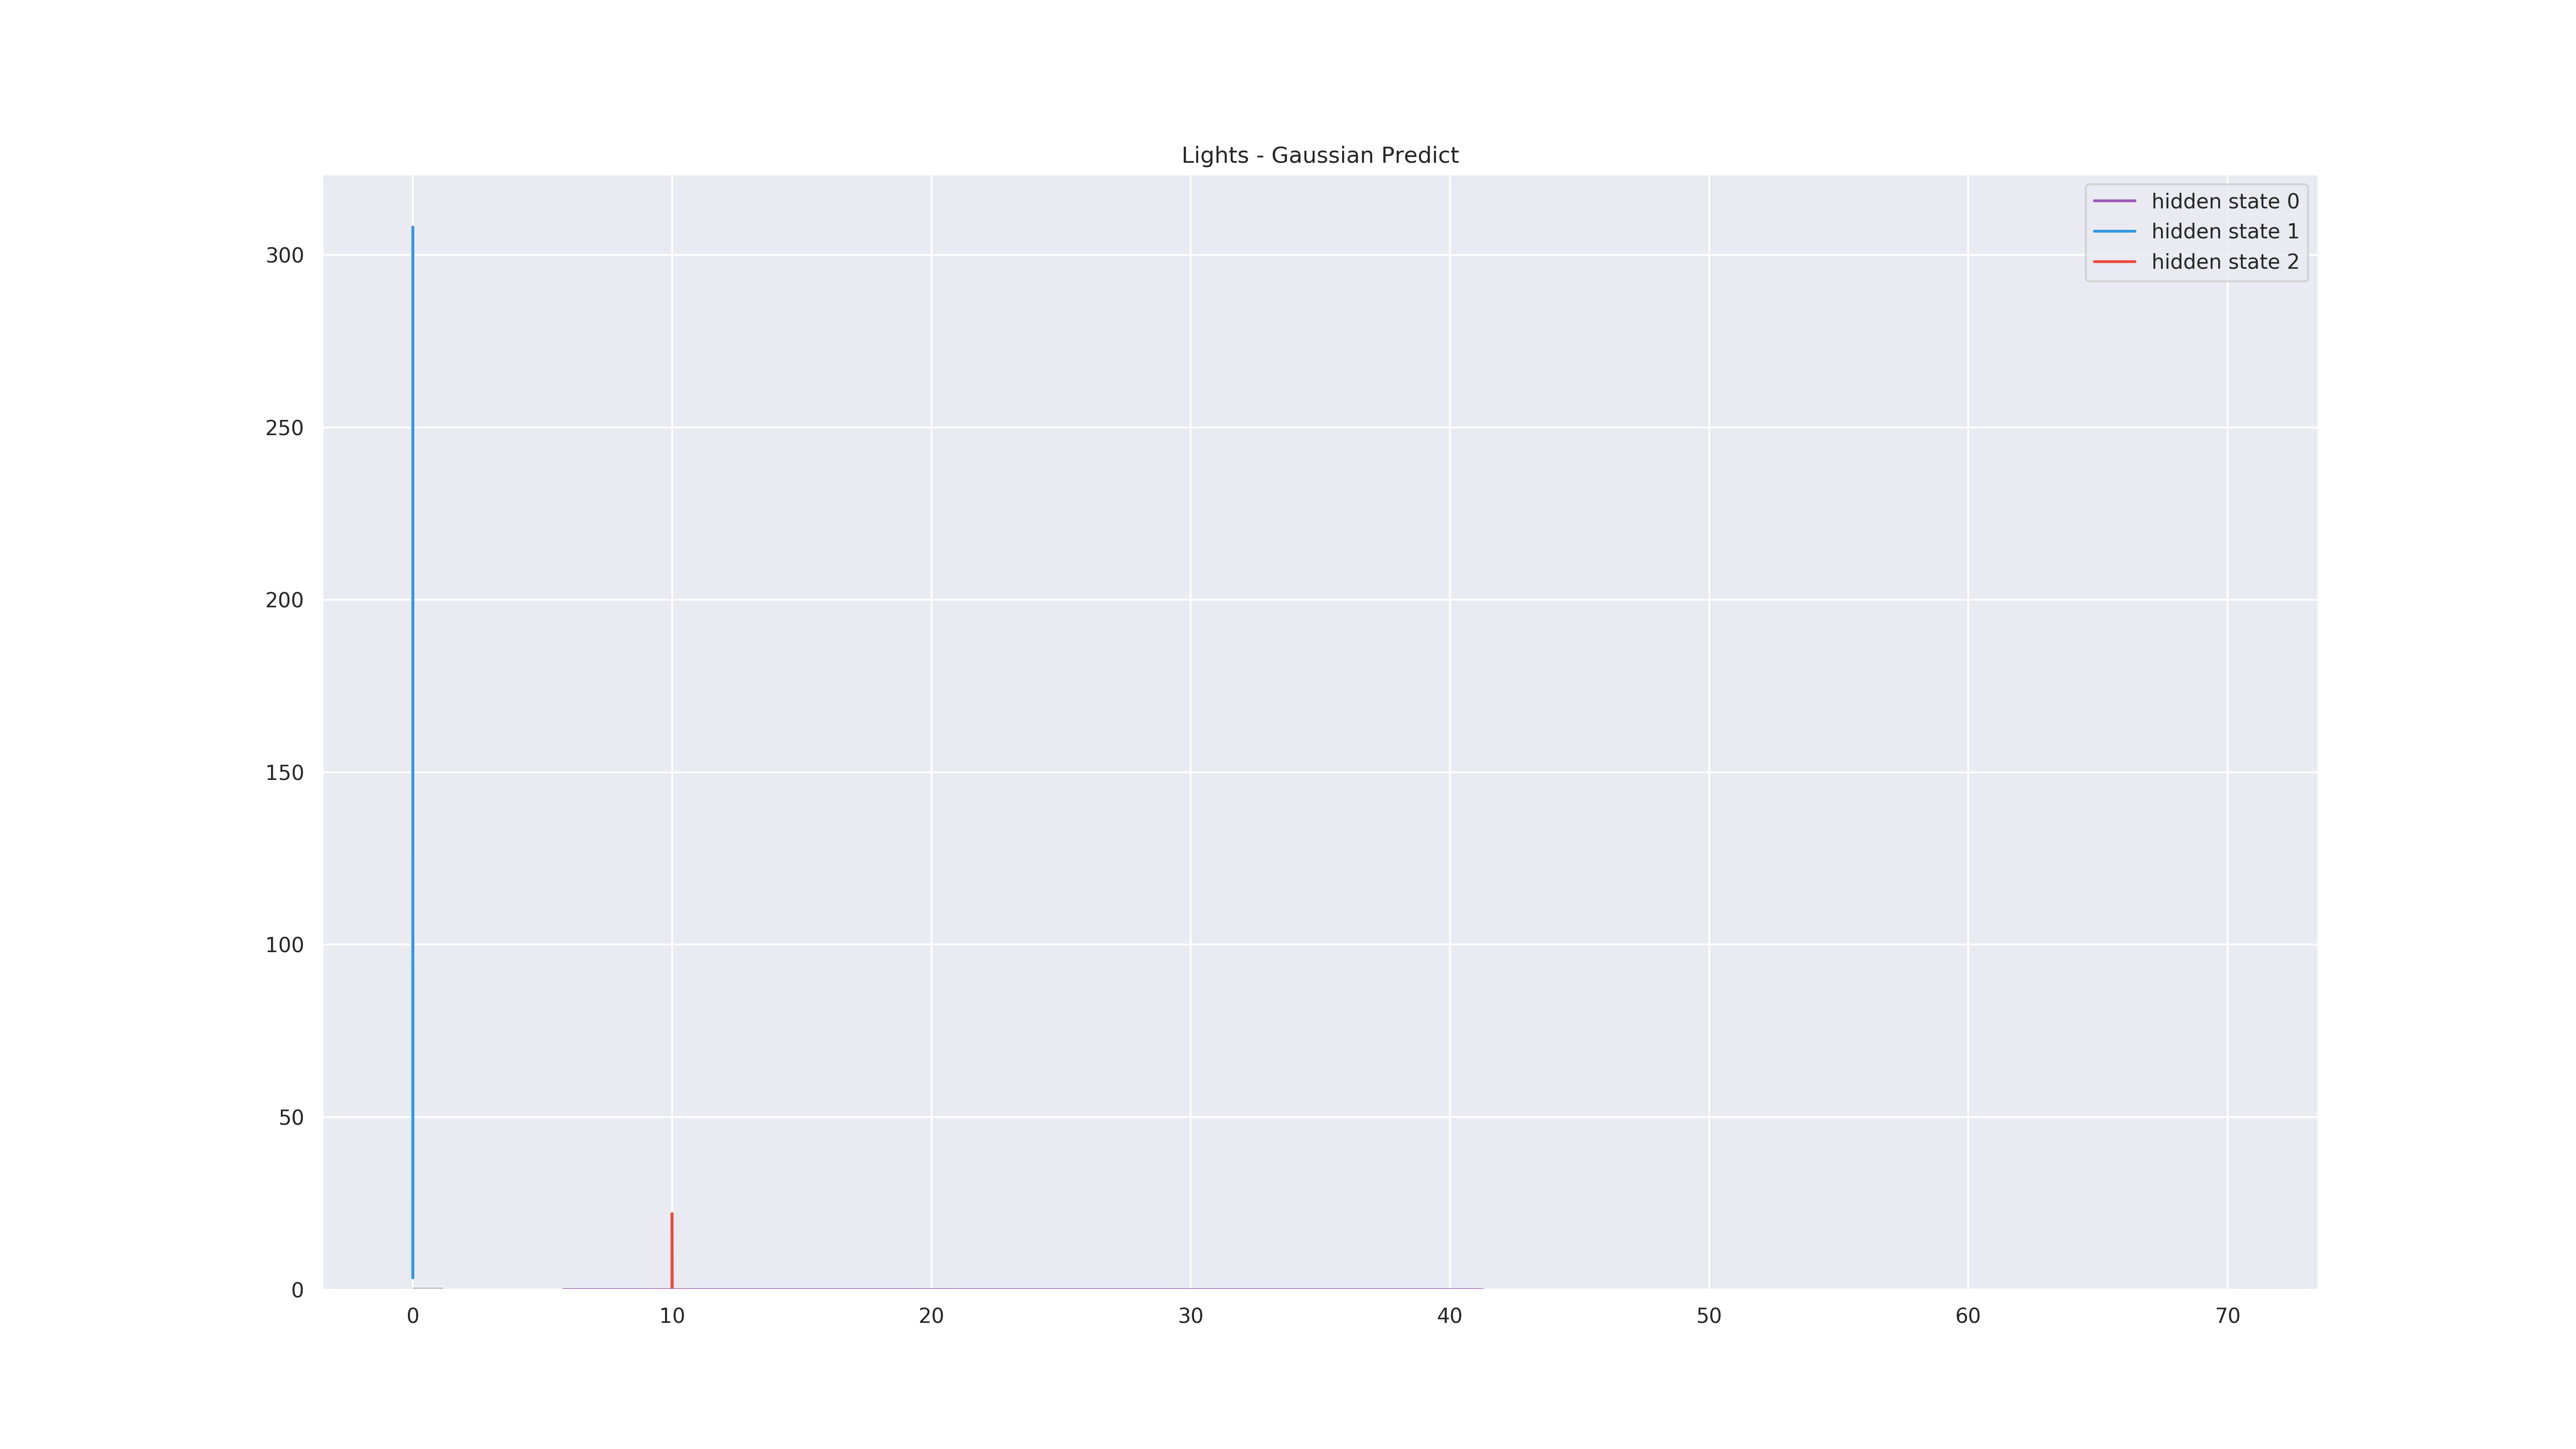 Lights - Gaussian Predict
hidden state 0
hidden state 1
hidden state 2
300
250
200
150
100
50
0
0 10 20 30 40 50 60 70